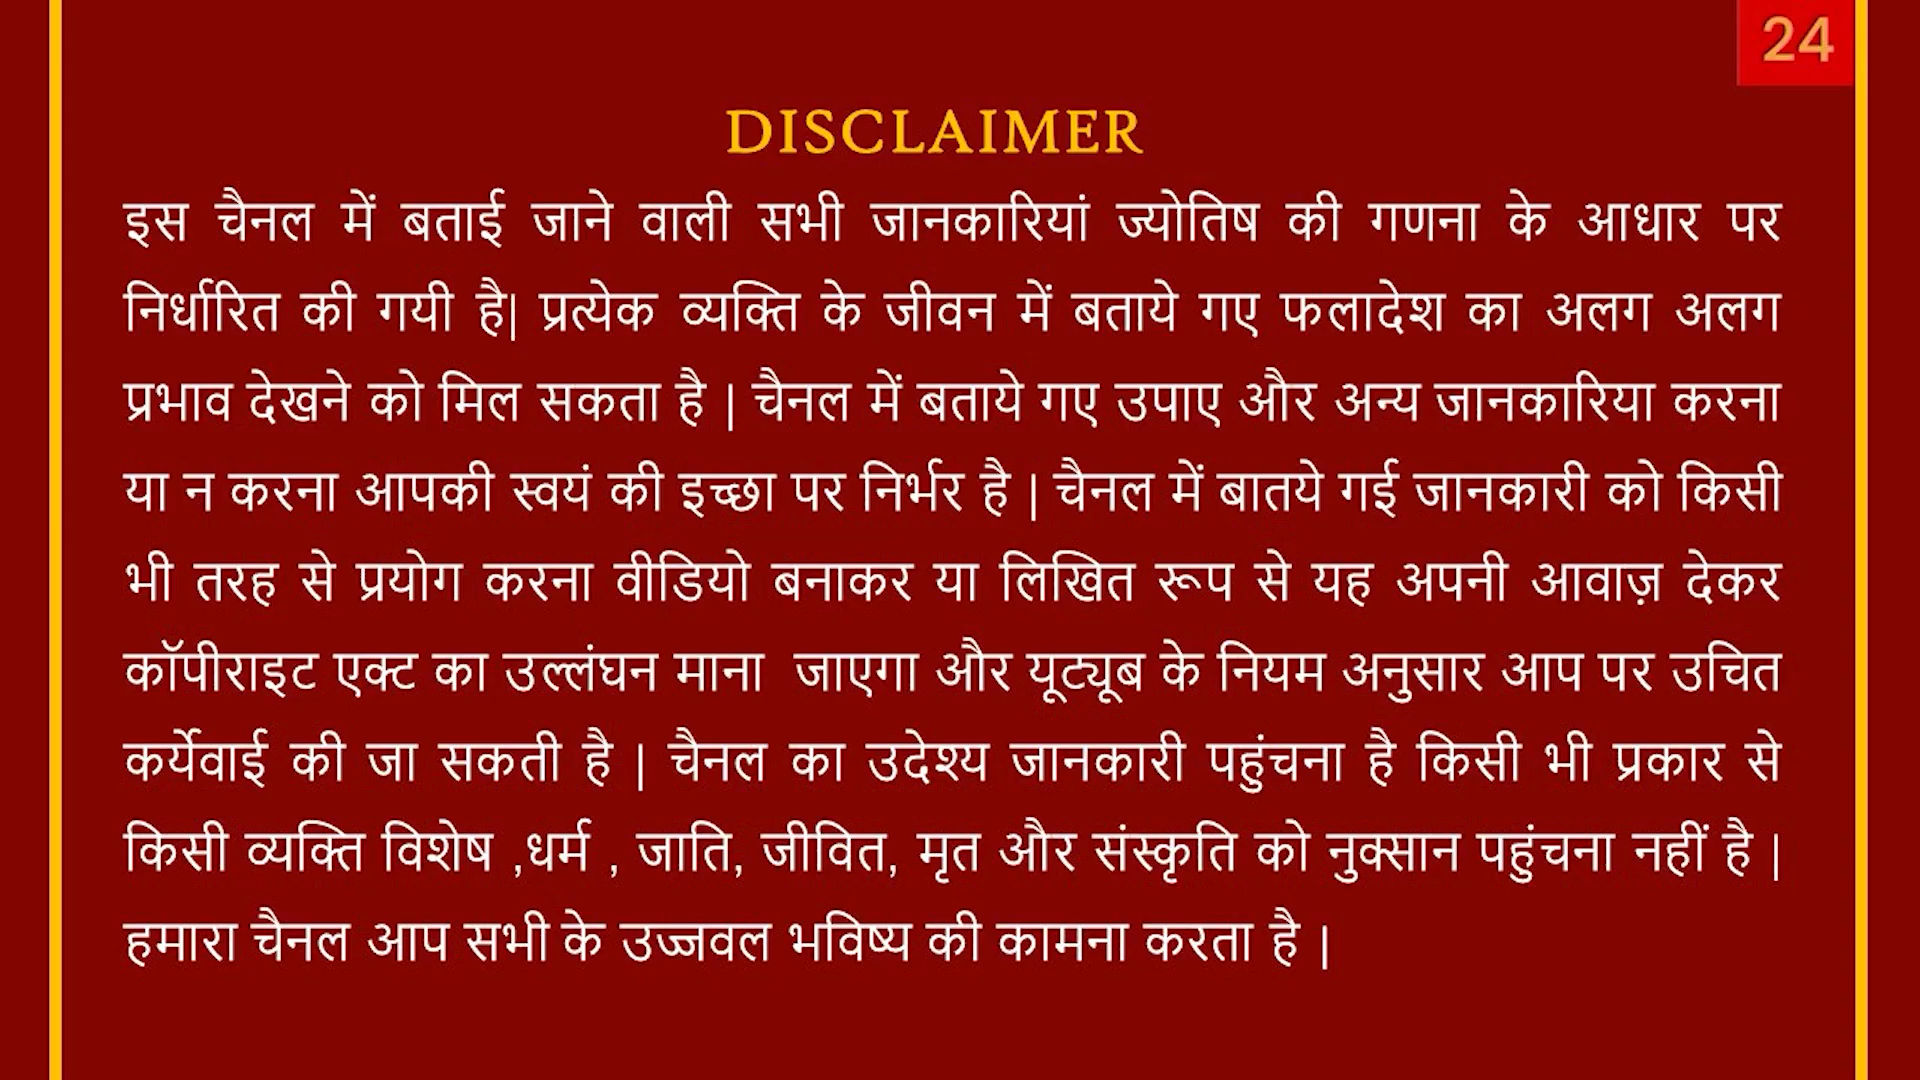 24
DISCLAIMER
इस चैनल में बताई जाने वाली सभी जानकारियां ज्योतिष की गणना के आधार पर
निर्धारित की गयी है| प्रत्येक व्यक्ति के जीवन में बताये गए फलादेश का अलग अलग
प्रभाव देखने को मिल सकता है | चैनल में बताये गए उपाए और अन्य जानकारिया करना
या न करना आपकी स्वयं की इच्छा पर निर्भर है | चैनल में बातये गई जानकारी को किसी
भी तरह से प्रयोग करना वीडियो बनाकर या लिखित रूप से यह अपनी आवाज़ देकर
कॉपीराइट एक्ट का उल्लंघन माना जाएगा और यूट्यूब के नियम अनुसार आप पर उचित
कर्येवाई की जा सकती है | चैनल का उदेश्य जानकारी पहुंचना है किसी भी प्रकार से
किसी व्यक्ति विशेष ,धर्म , जाति, जीवित, मृत और संस्कृति को नुक्सान पहुंचना नहीं है |
हमारा चैनल आप सभी के उज्जवल भविष्य की कामना करता है |